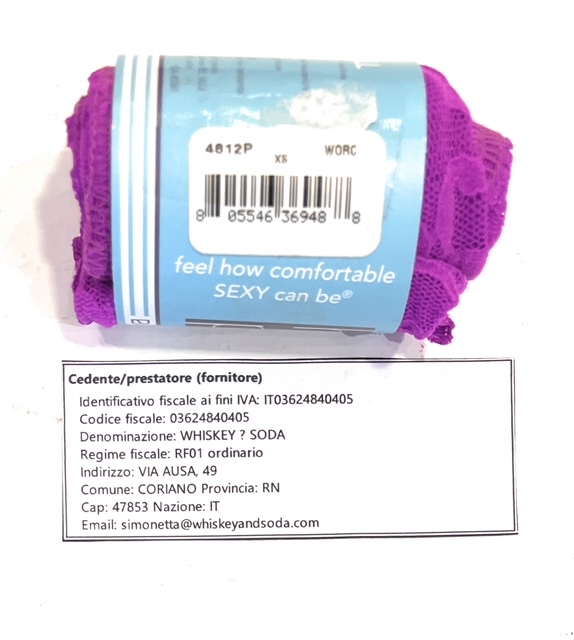 4812P XS WORC
8 05546 36948 8
feel how comfortable
SEXY can be®
Cedente/prestatore (fornitore)
Identificativo fiscale ai fini IVA: IT03624840405
Codice fiscale: 03624840405
Denominazione: WHISKEY ? SODA
Regime fiscale: RF01 ordinario
Indirizzo: VIA AUSA, 49
Comune: CORIANO Provincia: RN
Cap: 47853 Nazione: IT
Email: simonetta@whiskeyandsoda.com